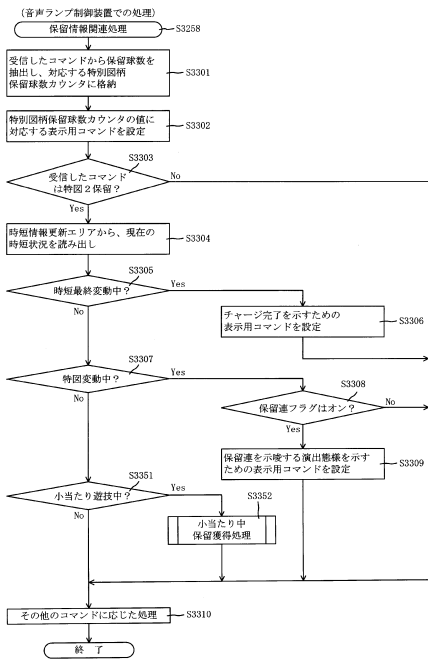 (音声ランプ制御装置での処理)
保留情報関連処理
S3258
受信したコマンドから保留球数を
抽出し、対応する特別図柄
保留球数カウンタに格納
S3301
特別図柄保留球数カウンタの値に
対応する表示用コマンドを設定
S3302
S3303
受信したコマンド
は特図2保留?
No
Yes
時短情報更新エリアから、現在の
時短状況を読み出し
S3304
S3305
時短最終変動中?
Yes
No
チャージ完了を示すための
表示用コマンドを設定
S3306
S3307
特図変動中?
Yes
No
S3308
保留連フラグはオン?
No
Yes
保留連を示唆する演出態様を示す
ための表示用コマンドを設定
S3309
S3351
小当たり遊技中?
Yes
No
S3352
小当たり中
保留獲得処理
その他のコマンドに応じた処理
S3310
終 了